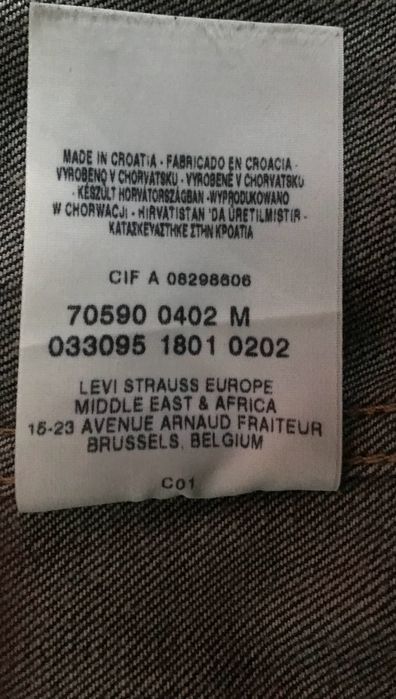 MADE IN CROATIA - FABRICADO EN CROACIA -
VYROBENO V CHORVATSKU - VYROBENÉ V CHORVATSKU
- KÉSZÜLT HORVÁTORSZÁGBAN -WYPRODUKOWANO
W CHORWACJI - HIRVATISTAN 'DA ÜRETILMIŞTIR -
ΚΑΤΑΣΚΕΥΑΣΤΗΚΕ ΣΤΗΝ ΚΡΟΑΤΙΑ
CIF A 08298606
70590 0402 M
033095 1801 0202
LEVI STRAUSS EUROPE
MIDDLE EAST & AFRICA
15-23 AVENUE ARNAUD FRAITEUR
BRUSSELS, BELGIUM
C01